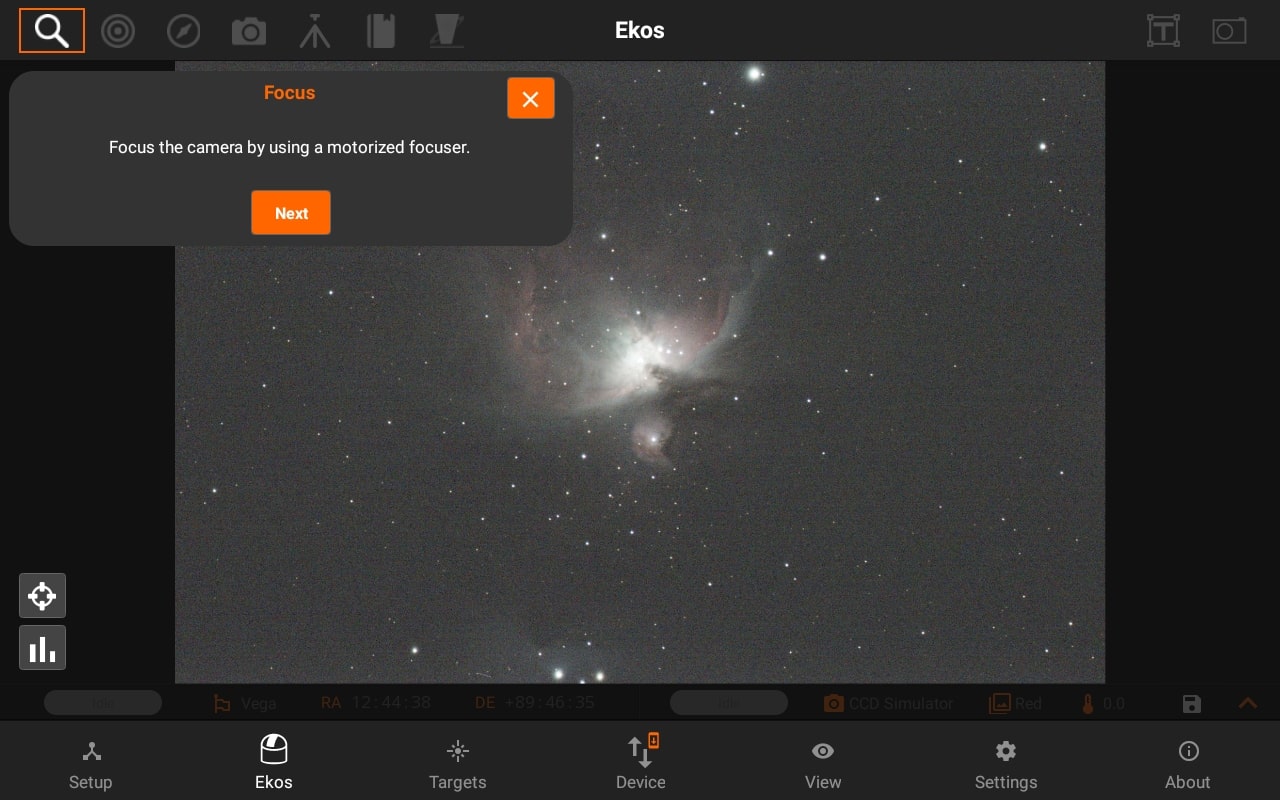 Ekos
Focus
Focus the camera by using a motorized focuser.
Next
Idle
Vega
RA 12:44:38
DE +89:46:35
Idle
CCD Simulator
Red
0.0
Setup
Ekos
Targets
Device
View
Settings
About